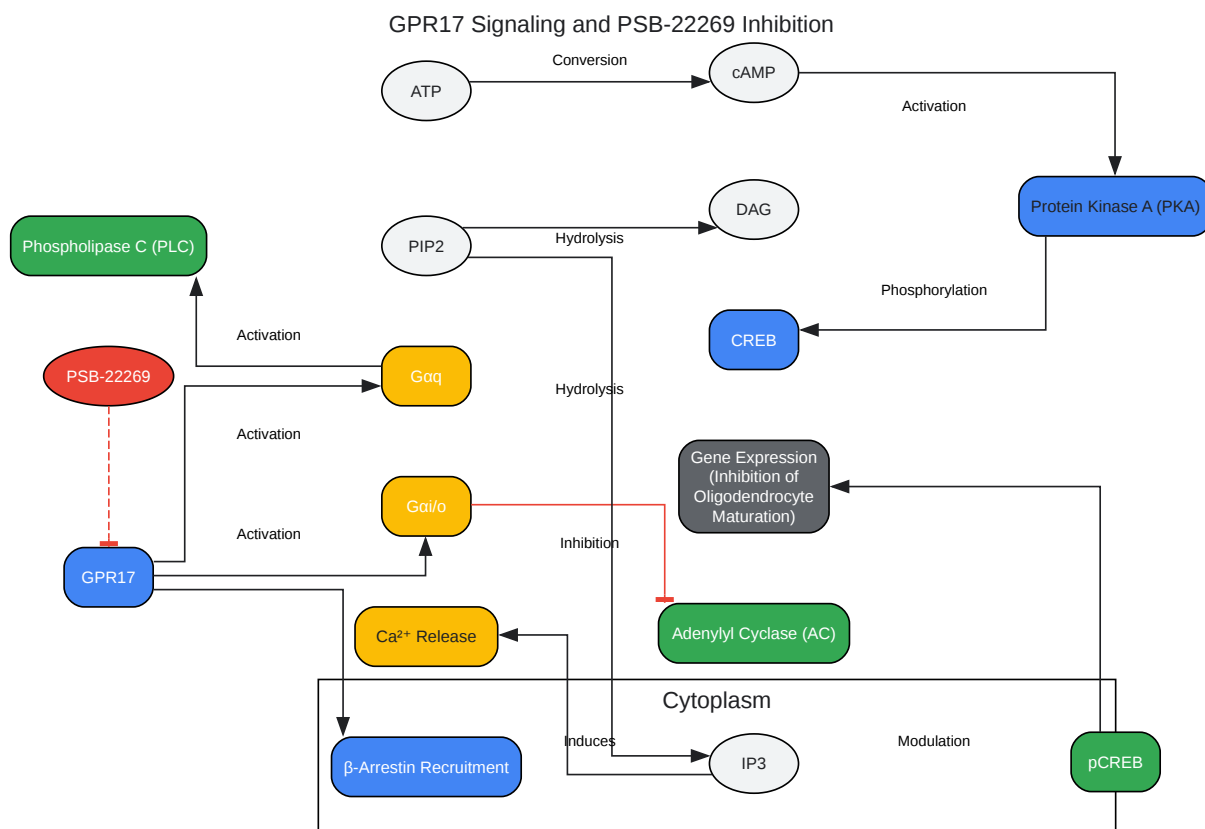 GPR17 Signaling and PSB-22269 Inhibition
ATP
Conversion
cAMP
Activation
Protein Kinase A (PKA)
DAG
Phospholipase C (PLC)
PIP2
Hydrolysis
Phosphorylation
CREB
Activation
PSB-22269
Gαq
Hydrolysis
Activation
Gene Expression
(Inhibition of
Oligodendrocyte
Maturation)
Gαi/o
Activation
Inhibition
GPR17
Ca²⁺ Release
Adenylyl Cyclase (AC)
Cytoplasm
Induces
Modulation
β-Arrestin Recruitment
IP3
pCREB